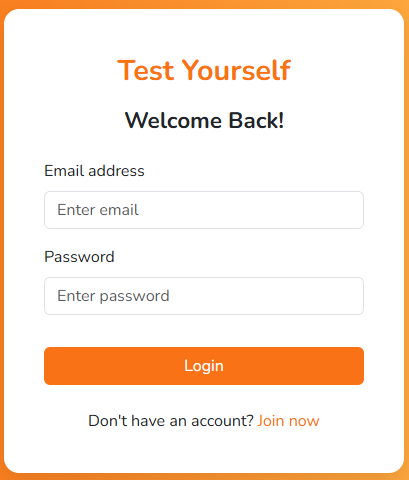 Test Yourself
Welcome Back!
Email address
Enter email
Password
Enter password
Login
Don't have an account? Join now